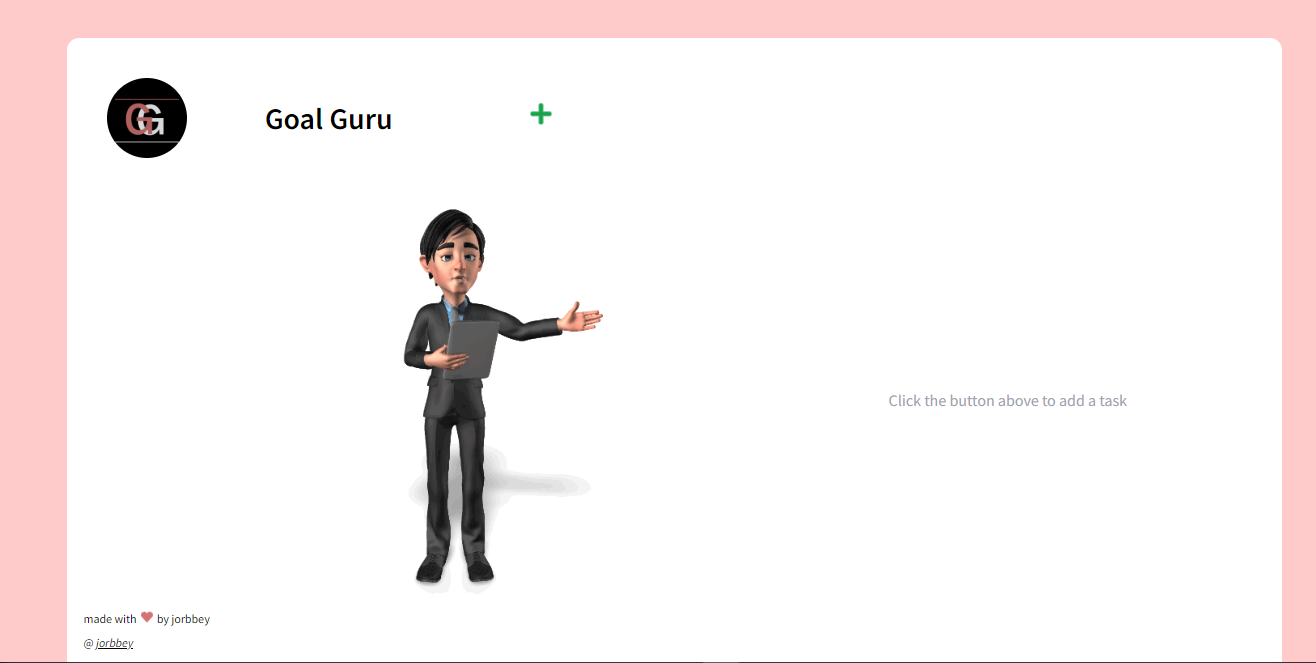 GG
Goal Guru
Click the button above to add a task
made with ❤ by jorbbey
@ jorbbey